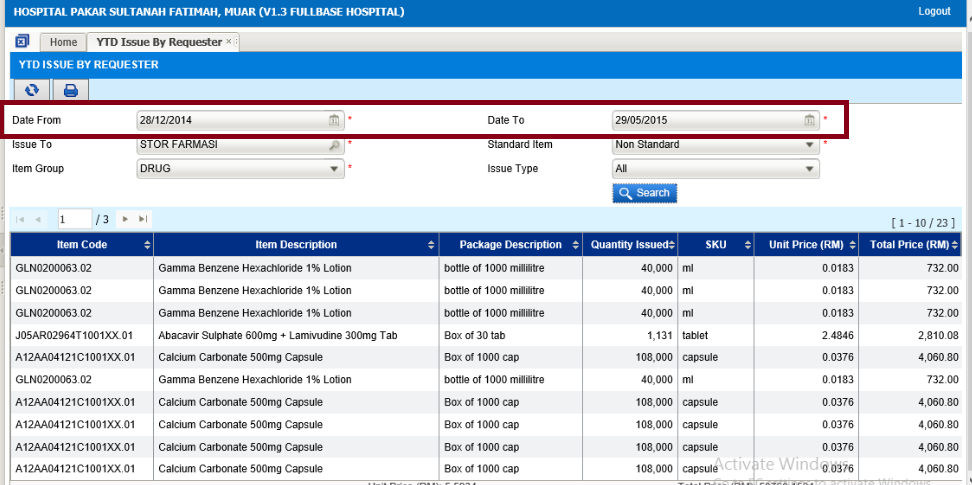 HOSPITAL PAKAR SULTANAH FATIMAH, MUAR (V1.3 FULLBASE HOSPITAL) Logout
Home YTD Issue By Requester ×
YTD ISSUE BY REQUESTER
Date From 28/12/2014 * Date To 29/05/2015 *
Issue To STOR FARMASI * Standard Item Non Standard *
Item Group DRUG * Issue Type All
Search
1 / 3 [ 1 - 10 / 23 ]
Item Code Item Description Package Description Quantity Issued SKU Unit Price (RM) Total Price (RM)
GLN0200063.02 Gamma Benzene Hexachloride 1% Lotion bottle of 1000 millilitre 40,000 ml 0.0183 732.00
GLN0200063.02 Gamma Benzene Hexachloride 1% Lotion bottle of 1000 millilitre 40,000 ml 0.0183 732.00
GLN0200063.02 Gamma Benzene Hexachloride 1% Lotion bottle of 1000 millilitre 40,000 ml 0.0183 732.00
J05AR02964T1001XX.01 Abacavir Sulphate 600mg + Lamivudine 300mg Tab Box of 30 tab 1,131 tablet 2.4846 2,810.08
A12AA04121C1001XX.01 Calcium Carbonate 500mg Capsule Box of 1000 cap 108,000 capsule 0.0376 4,060.80
GLN0200063.02 Gamma Benzene Hexachloride 1% Lotion bottle of 1000 millilitre 40,000 ml 0.0183 732.00
A12AA04121C1001XX.01 Calcium Carbonate 500mg Capsule Box of 1000 cap 108,000 capsule 0.0376 4,060.80
A12AA04121C1001XX.01 Calcium Carbonate 500mg Capsule Box of 1000 cap 108,000 capsule 0.0376 4,060.80
A12AA04121C1001XX.01 Calcium Carbonate 500mg Capsule Box of 1000 cap 108,000 capsule 0.0376 4,060.80
A12AA04121C1001XX.01 Calcium Carbonate 500mg Capsule Box of 1000 cap 108,000 capsule 0.0376 4,060.80
Activate Windows